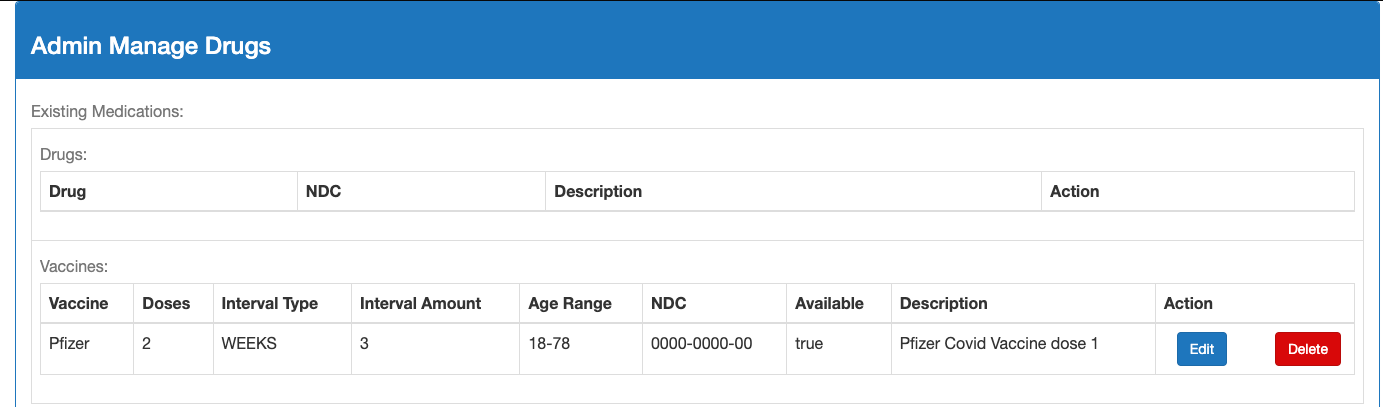 Admin Manage Drugs
Existing Medications:
Drugs:
Drug NDC Description Action
Vaccines:
Vaccine Doses Interval Type Interval Amount Age Range NDC Available Description Action
Pfizer 2 WEEKS 3 18-78 0000-0000-00 true Pfizer Covid Vaccine dose 1 Edit Delete